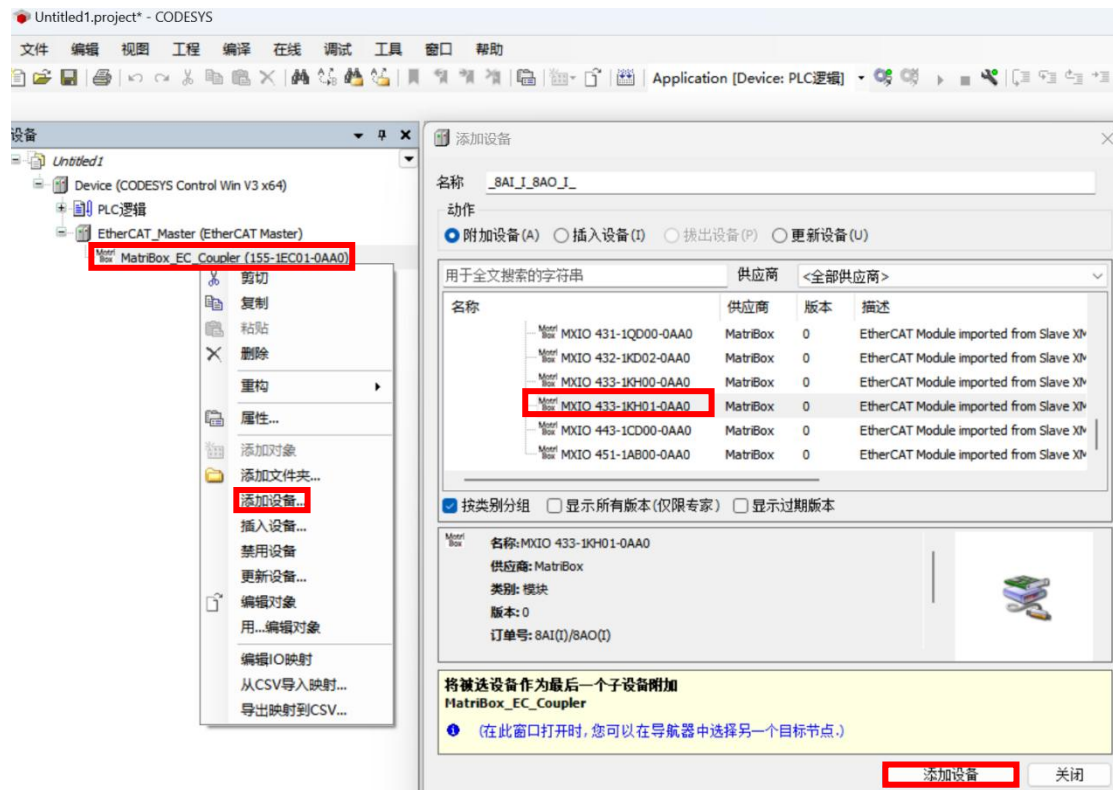 Untitled1.project* - CODESYS
文件 编辑 视图 工程 编译 在线 调试 工具 窗口 帮助
Application [Device: PLC逻辑]
设备
Untitled1
Device (CODESYS Control Win V3 x64)
PLC逻辑
EtherCAT_Master (EtherCAT Master)
MatriBox_EC_Coupler (155-1EC01-0AA0)
剪切
复制
粘贴
删除
重构
属性...
添加对象
添加文件夹...
添加设备...
插入设备...
禁用设备
更新设备...
编辑对象
用...编辑对象
编辑IO映射
从CSV导入映射...
导出映射到CSV...
添加设备
名称 _8AI_I_8AO_I_
动作
附加设备(A) 插入设备(I) 拔出设备(P) 更新设备(U)
用于全文搜索的字符串 供应商 <全部供应商>
名称 供应商 版本 描述
MXIO 431-1QD00-0AA0 MatriBox 0 EtherCAT Module imported from Slave XM
MXIO 432-1KD02-0AA0 MatriBox 0 EtherCAT Module imported from Slave XM
MXIO 433-1KH00-0AA0 MatriBox 0 EtherCAT Module imported from Slave XM
MXIO 433-1KH01-0AA0 MatriBox 0 EtherCAT Module imported from Slave XM
MXIO 443-1CD00-0AA0 MatriBox 0 EtherCAT Module imported from Slave XM
MXIO 451-1AB00-0AA0 MatriBox 0 EtherCAT Module imported from Slave XM
按类别分组 显示所有版本(仅限专家) 显示过期版本
Matri Box
名称:MXIO 433-1KH01-0AA0
供应商: MatriBox
类别: 模块
版本: 0
订单号: 8AI(I)/8AO(I)
将被选设备作为最后一个子设备附加
MatriBox_EC_Coupler
(在此窗口打开时, 您可以在导航器中选择另一个目标节点.)
添加设备 关闭